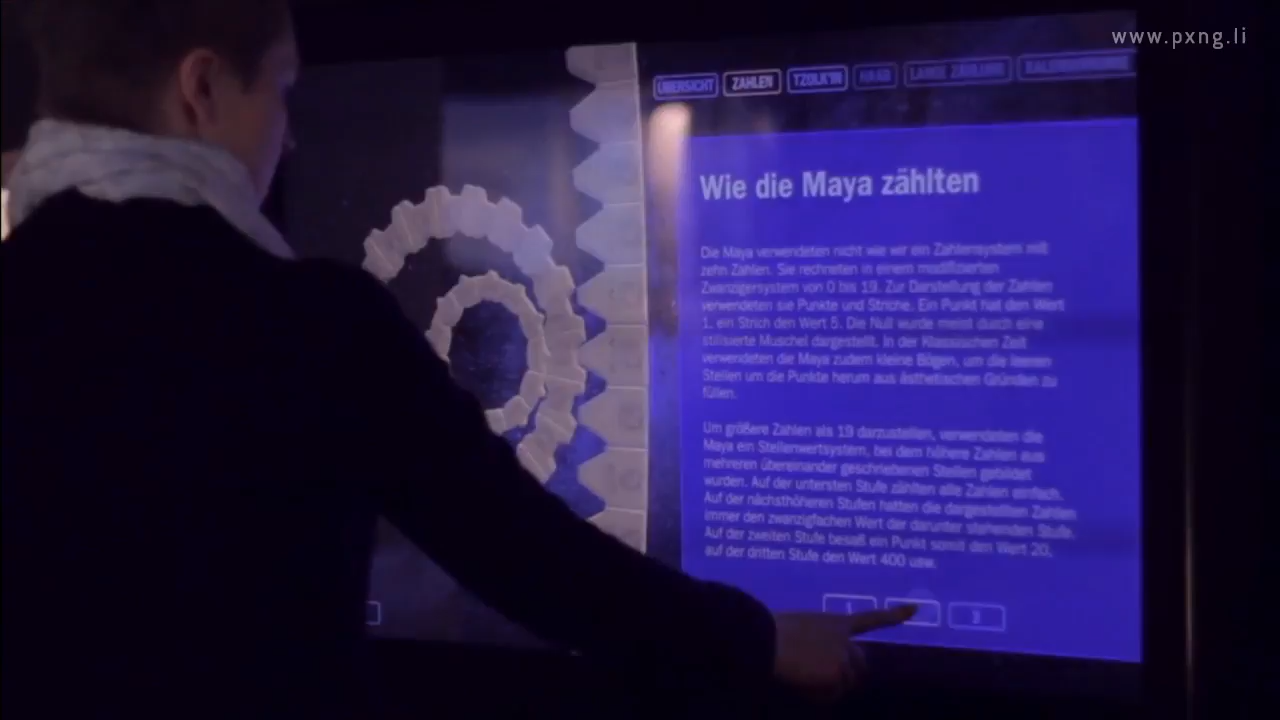 www.pxng.li
ÜBERSICHT
ZAHLEN
TZOLK'IN
HAAB
LANGE ZÄHLUNG
Wie die Maya zählten
Die Maya verwendeten nicht wie wir ein Zahlensystem mit
zehn Zahlen. Sie rechneten in einem modifizierten
Zwanzigersystem von 0 bis 19. Zur Darstellung der Zahlen
verwendeten sie Punkte und Striche. Ein Punkt hat den Wert
1, ein Strich den Wert 5. Die Null wurde meist durch eine
stilisierte Muschel dargestellt. In der Klassischen Zeit
verwendeten die Maya zudem kleine Bögen, um die leeren
Stellen um die Punkte herum aus ästhetischen Gründen zu
füllen.
Um größere Zahlen als 19 darzustellen, verwendeten die
Maya ein Stellenwertsystem, bei dem höhere Zahlen aus
mehreren übereinander geschriebenen Stellen gebildet
wurden. Auf der untersten Stufe zählten alle Zahlen einfach.
Auf der nächsthöheren Stufen hatten die dargestellten Zahlen
immer den zwanzigfachen Wert der darunter stehenden Stufe.
Auf der zweiten Stufe besaß ein Punkt somit den Wert 20,
auf der dritten Stufe den Wert 400 usw.
1
3